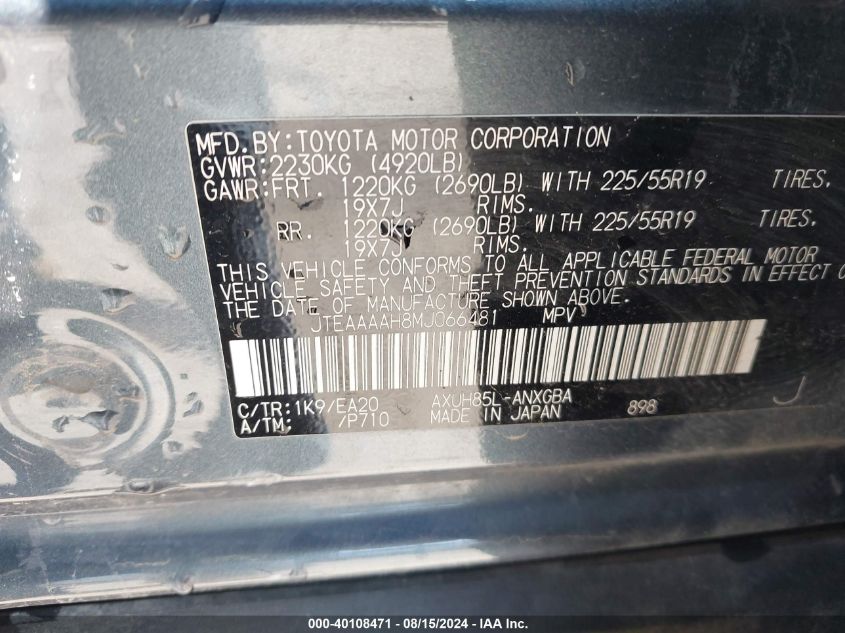 MFD.BY:TOYOTA MOTOR CORPORATION
GVWR:2230KG (4920LB)
GAWR:FRT. 1220KG (2690LB) WITH 225/55R19 TIRES.
19X7J RIMS.
RR. 1220KG (2690LB) WITH 225/55R19 TIRES.
19X7J RIMS.
THIS VEHICLE CONFORMS TO ALL APPLICABLE FEDERAL MOTOR
VEHICLE SAFETY AND THEFT PREVENTION STANDARDS IN EFFECT O
THE DATE OF MANUFACTURE SHOWN ABOVE.
JTEAAAAH8MJ066481 MPV
C/TR:1K9/EA20 AXUH85L-ANXGBA J
A/TM: /P710 MADE IN JAPAN 898
000-40108471 - 08/15/2024 - IAA Inc.